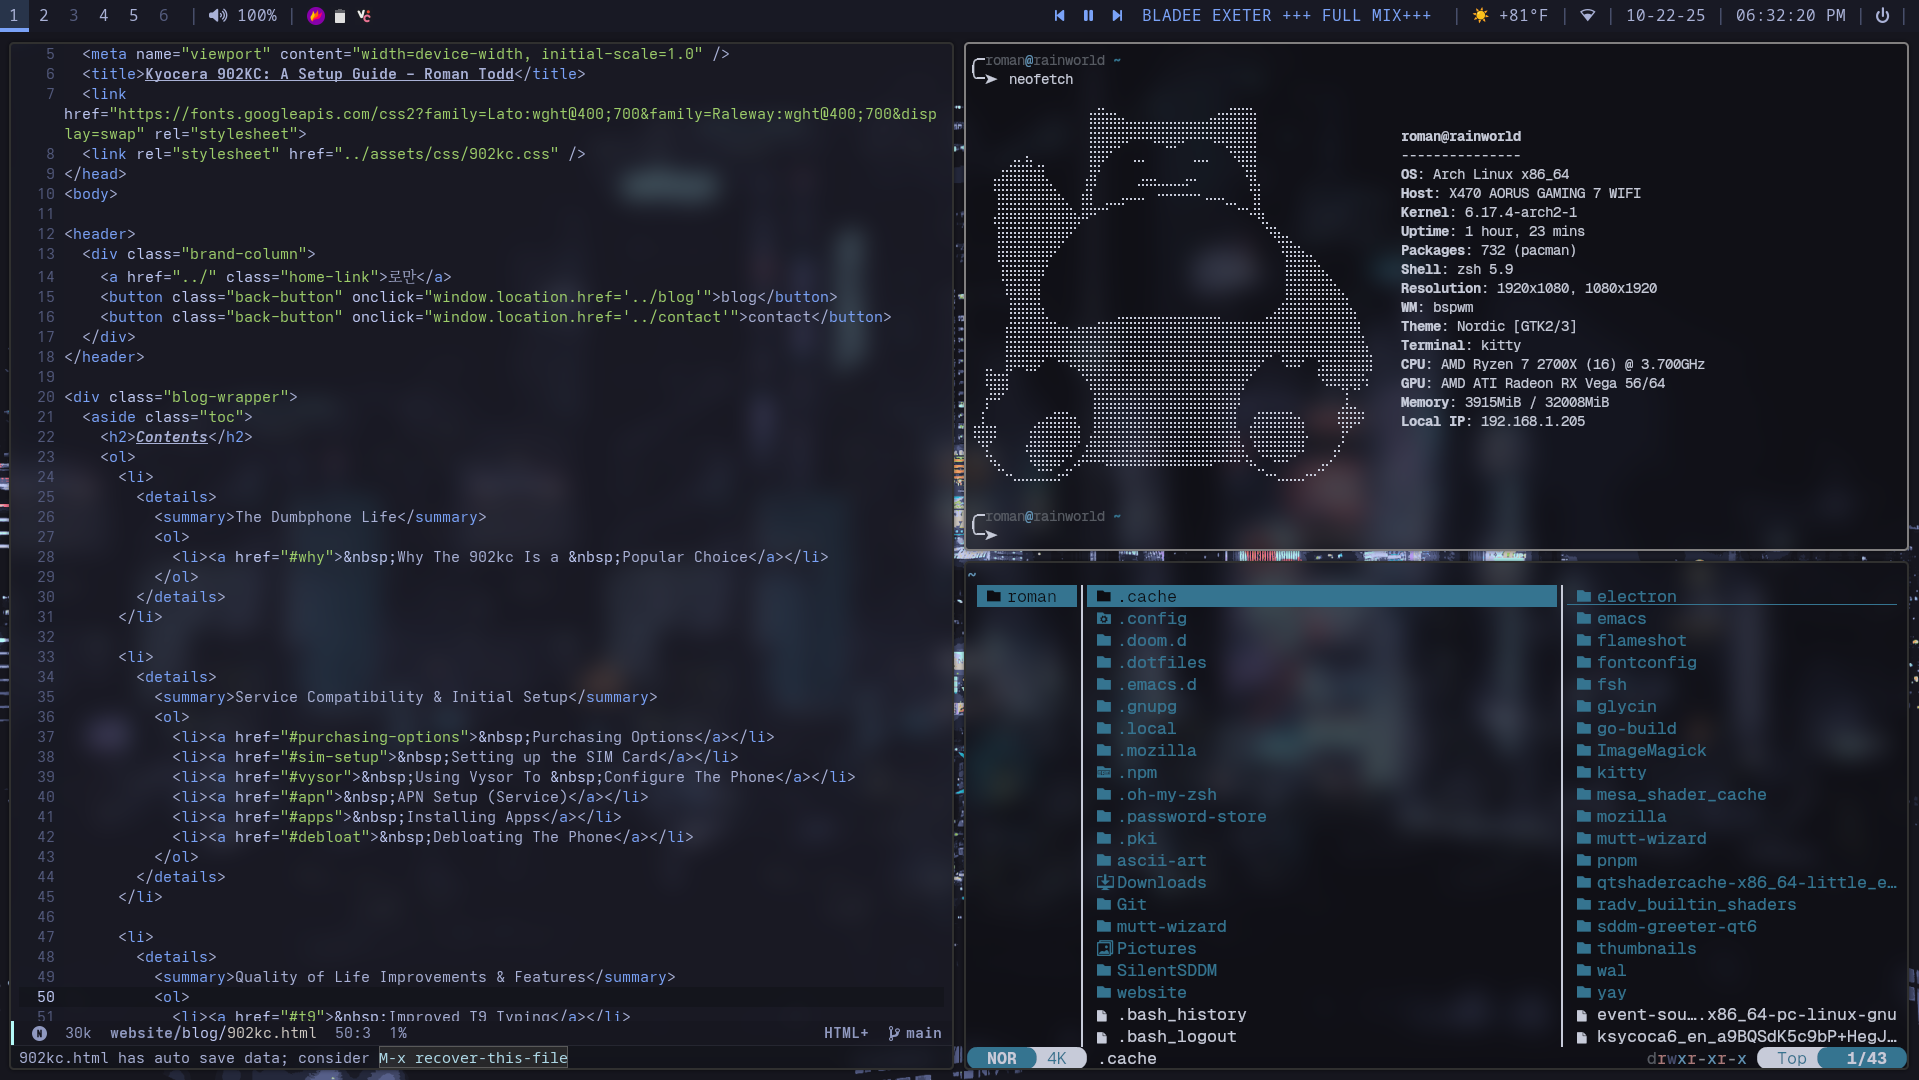 1 2 3 4 5 6 | 100% |
BLADEE EXETER +++ FULL MIX+++ | +81°F | | 10-22-25 | 06:32:20 PM |
5 <meta name="viewport" content="width=device-width, initial-scale=1.0" />
6 <title>Kyocera 902KC: A Setup Guide - Roman Todd</title>
7 <link
href="https://fonts.googleapis.com/css2?family=Lato:wght@400;700&family=Raleway:wght@400;700&disp
lay=swap" rel="stylesheet">
8 <link rel="stylesheet" href="../assets/css/902kc.css" />
9 </head>
10 <body>
11
12 <header>
13 <div class="brand-column">
14 <a href="../" class="home-link">로만</a>
15 <button class="back-button" onclick="window.location.href='../blog'">blog</button>
16 <button class="back-button" onclick="window.location.href='../contact'">contact</button>
17 </div>
18 </header>
19
20 <div class="blog-wrapper">
21 <aside class="toc">
22 <h2>Contents</h2>
23 <ol>
24 <li>
25 <details>
26 <summary>The Dumbphone Life</summary>
27 <ol>
28 <li><a href="#why">&nbsp;Why The 902kc Is a &nbsp;Popular Choice</a></li>
29 </ol>
30 </details>
31 </li>
32
33 <li>
34 <details>
35 <summary>Service Compatibility & Initial Setup</summary>
36 <ol>
37 <li><a href="#purchasing-options">&nbsp;Purchasing Options</a></li>
38 <li><a href="#sim-setup">&nbsp;Setting up the SIM Card</a></li>
39 <li><a href="#vysor">&nbsp;Using Vysor To &nbsp;Configure The Phone</a></li>
40 <li><a href="#apn">&nbsp;APN Setup (Service)</a></li>
41 <li><a href="#apps">&nbsp;Installing Apps</a></li>
42 <li><a href="#debloat">&nbsp;Debloating The Phone</a></li>
43 </ol>
44 </details>
45 </li>
46
47 <li>
48 <details>
49 <summary>Quality of Life Improvements & Features</summary>
50 <ol>
51 <li><a href="#t9">&nbsp;Improved T9 Typing</a></li>
N 30k website/blog/902kc.html 50:3 1% HTML+ main
902kc.html has auto save data; consider M-x recover-this-file
roman@rainworld ~
neofetch
roman@rainworld
---------------
OS: Arch Linux x86_64
Host: X470 AORUS GAMING 7 WIFI
Kernel: 6.17.4-arch2-1
Uptime: 1 hour, 23 mins
Packages: 732 (pacman)
Shell: zsh 5.9
Resolution: 1920x1080, 1080x1920
WM: bspwm
Theme: Nordic [GTK2/3]
Terminal: kitty
CPU: AMD Ryzen 7 2700X (16) @ 3.700GHz
GPU: AMD ATI Radeon RX Vega 56/64
Memory: 3915MiB / 32008MiB
Local IP: 192.168.1.205
roman@rainworld ~
~
roman
.cache
.config
.doom.d
.dotfiles
.emacs.d
.gnupg
.local
.mozilla
.npm
.oh-my-zsh
.password-store
.pki
ascii-art
Downloads
Git
mutt-wizard
Pictures
SilentSDDM
website
.bash_history
.bash_logout
electron
emacs
flameshot
fontconfig
fsh
glycin
go-build
ImageMagick
kitty
mesa_shader_cache
mozilla
mutt-wizard
pnpm
qtshadercache-x86_64-little_e…
radv_builtin_shaders
sddm-greeter-qt6
thumbnails
wal
yay
event-sou….x86_64-pc-linux-gnu
ksycoca6_en_a9BQSdK5c9bP+HegJ…
NOR 4K .cache drwxr-xr-x Top 1/43